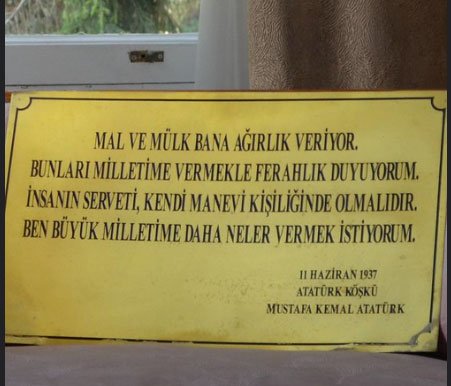 MAL VE MÜLK BANA AĞIRLIK VERİYOR.
BUNLARI MİLLETİME VERMEKLE FERAHLIK DUYUYORUM.
İNSANIN SERVETİ, KENDİ MANEVİ KİŞİLİĞİNDE OLMALIDIR.
BEN BÜYÜK MİLLETİME DAHA NELER VERMEK İSTİYORUM.
11 HAZİRAN 1937
ATATÜRK KÖŞKÜ
MUSTAFA KEMAL ATATÜRK